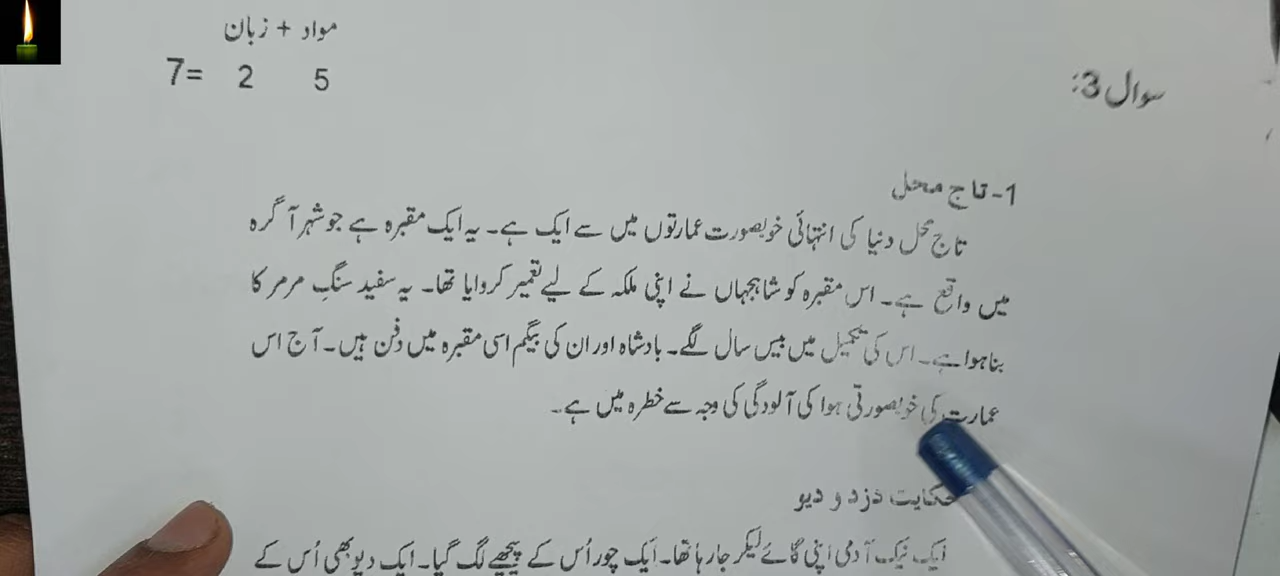 مواد + زبان
5 2 =7
سوال 3:
1- تاج محل
تاج محل دنیا کی انتہائی خوبصورت عمارتوں میں سے ایک ہے۔ یہ ایک مقبرہ ہے جو شہر آگرہ
میں واقع ہے۔ اس مقبرہ کو شاہجہاں نے اپنی ملکہ کے لیے تعمیر کروایا تھا۔ یہ سفید سنگِ مرمر کا
بنا ہوا ہے۔ اس کی تکمیل میں بیس سال لگے۔ بادشاہ اور ان کی بیگم اسی مقبرہ میں دفن ہیں۔ آج اس
عمارت کی خوبصورتی ہوا کی آلودگی کی وجہ سے خطرہ میں ہے۔
حکایت دزد و دیو
ایک نیک آدمی اپنی گائے لیکر جا رہا تھا۔ ایک چور اُس کے پیچھے لگ گیا۔ ایک دیو بھی اُس کے